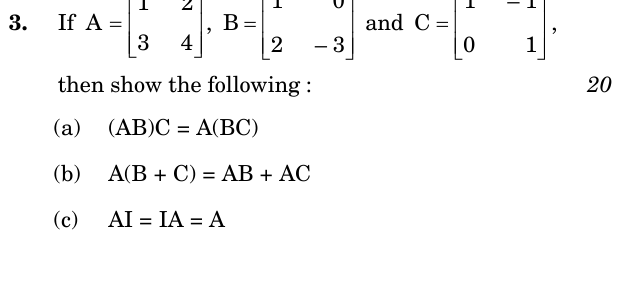 3. If A = [1 2; 3 4], B = [1 0; 2 – 3] and C = [1 – 1; 0 1],
then show the following : 20
(a) (AB)C = A(BC)
(b) A(B + C) = AB + AC
(c) AI = IA = A